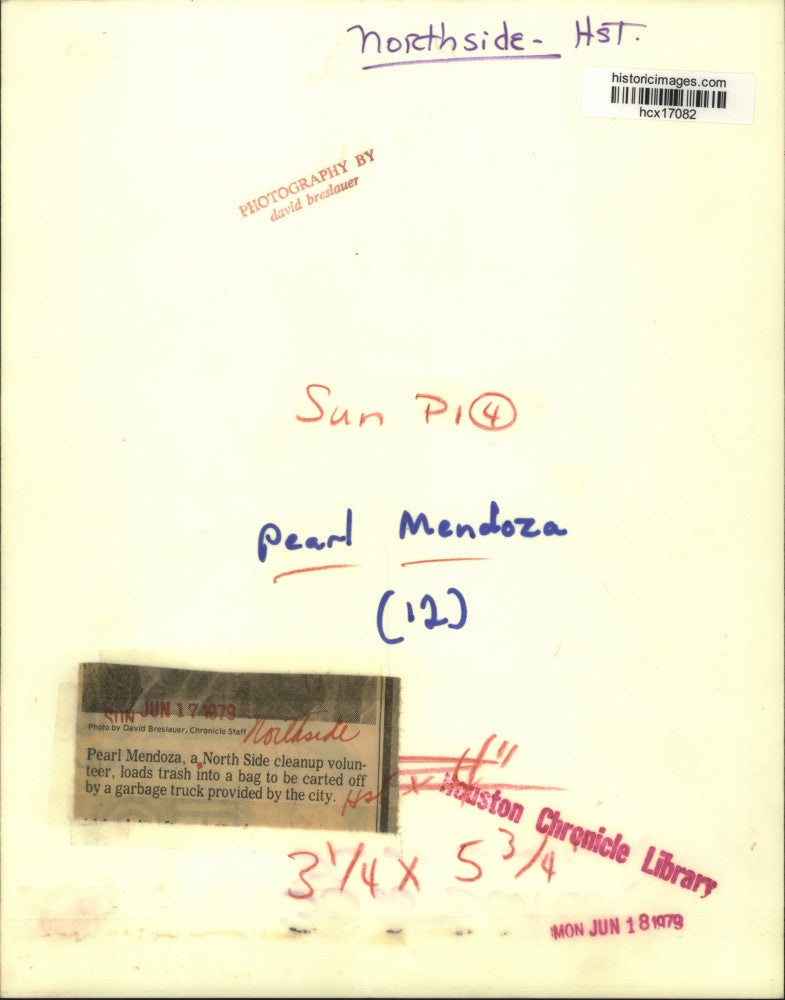 Northside- Hst.
historicimages.com
hcx17082
PHOTOGRAPHY BY
david breslauer
Sun P1 4
Pearl Mendoza
(12)
SUN JUN 17 1979
Photo by David Breslauer, Chronicle Staff
Northside
Pearl Mendoza, a North Side cleanup volun-
teer, loads trash into a bag to be carted off
by a garbage truck provided by the city.
Hst
x 4"
Houston Chronicle Library
3 1/4 x 5 3/4
MON JUN 18 1979